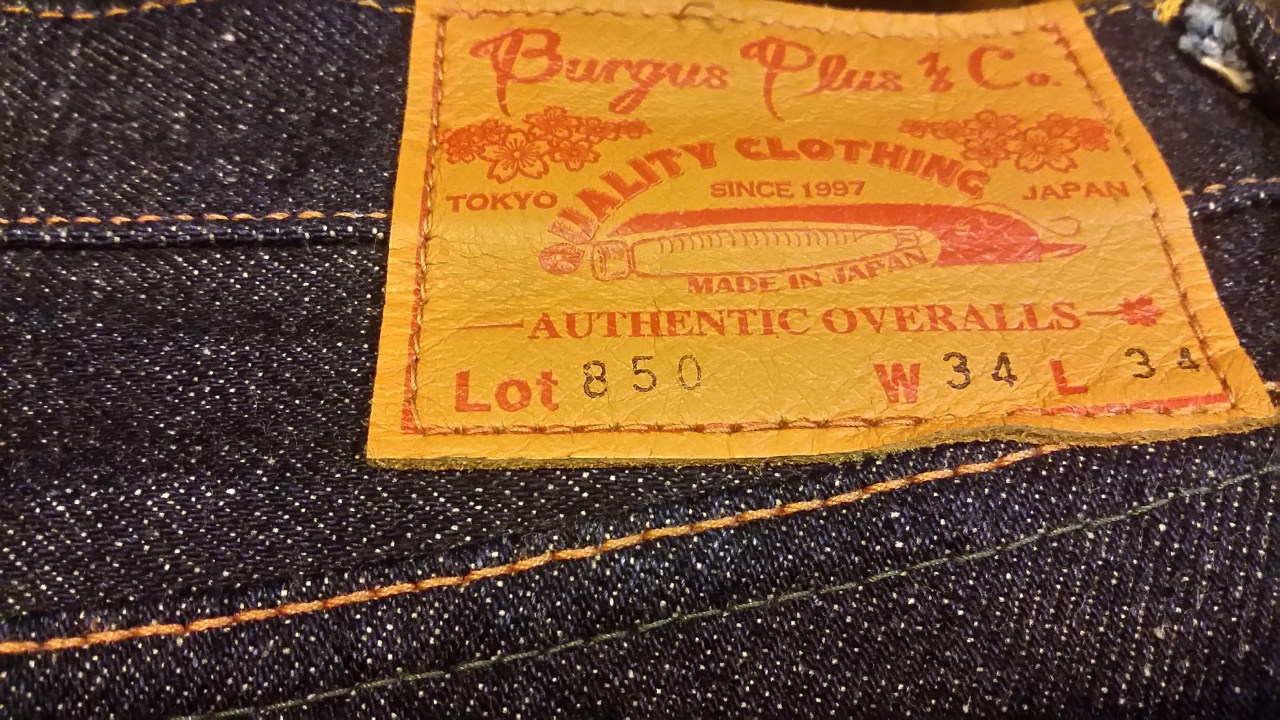 Burgus Plus & Co.
QUALITY CLOTHING
TOKYO SINCE 1997 JAPAN
MADE IN JAPAN
AUTHENTIC OVERALLS
Lot 850 W 34 L 34